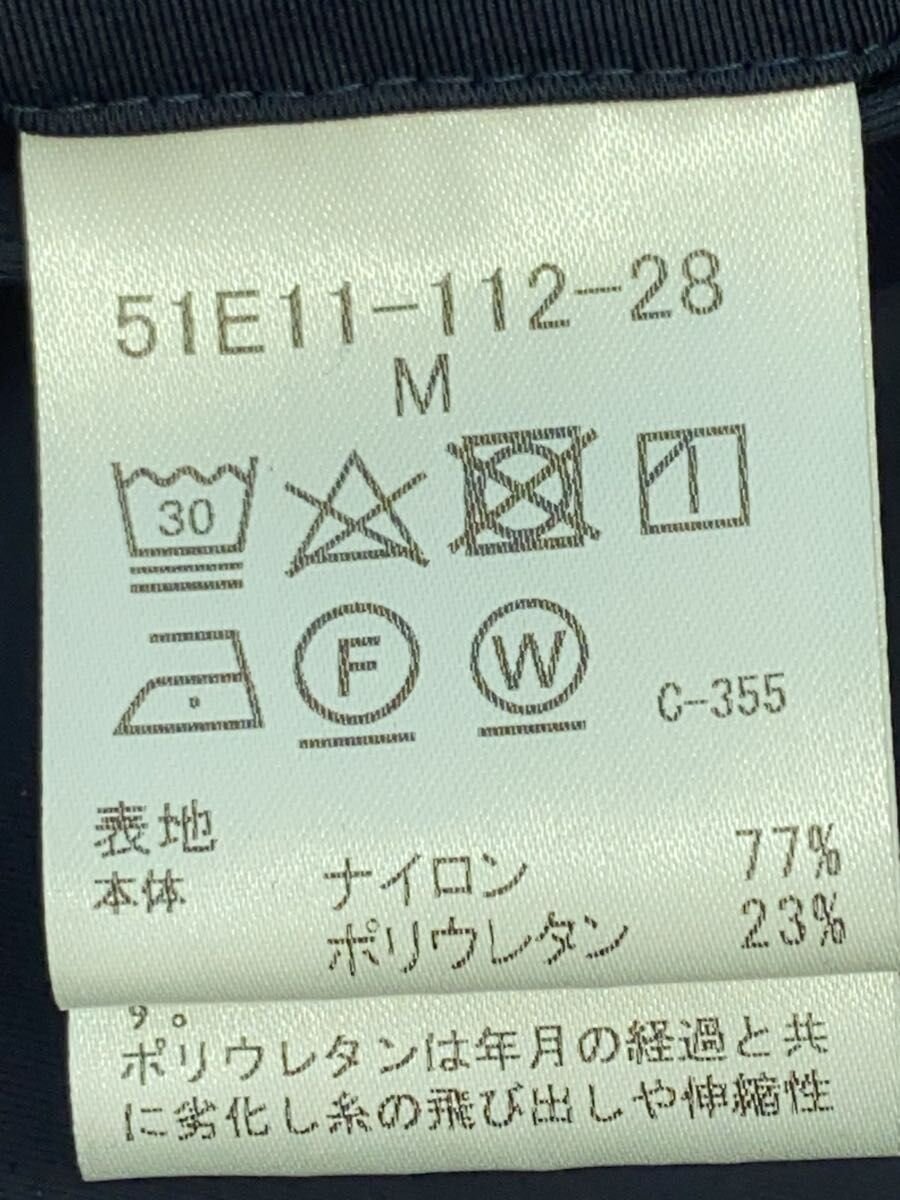 51E11-112-28
M
30
F W C-355
表地
本体 ナイロン 77%
ポリウレタン 23%
す。
ポリウレタンは年月の経過と共
に劣化し糸の飛び出しや伸縮性